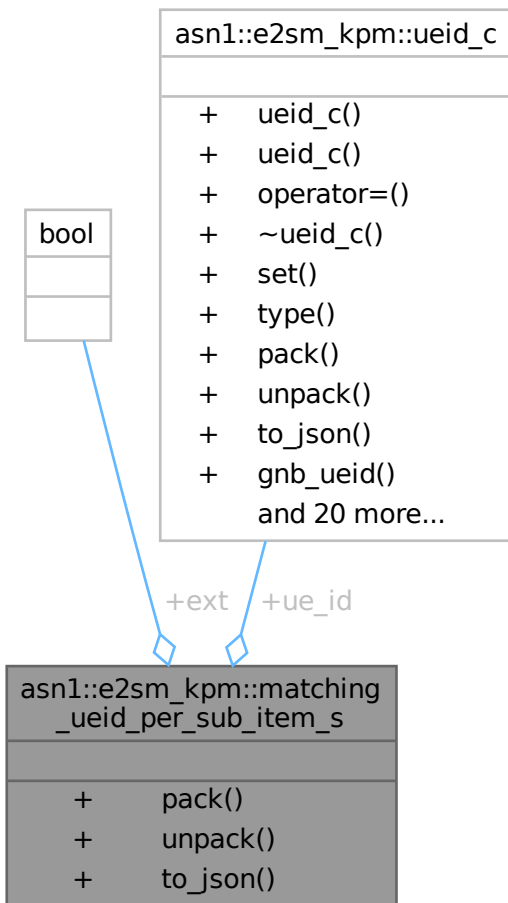 asn1::e2sm_kpm::ueid_c
+ ueid_c()
+ ueid_c()
+ operator=()
+ ~ueid_c()
+ set()
+ type()
+ pack()
+ unpack()
+ to_json()
+ gnb_ueid()
and 20 more...
bool
+ext
+ue_id
asn1::e2sm_kpm::matching
_ueid_per_sub_item_s
+ pack()
+ unpack()
+ to_json()